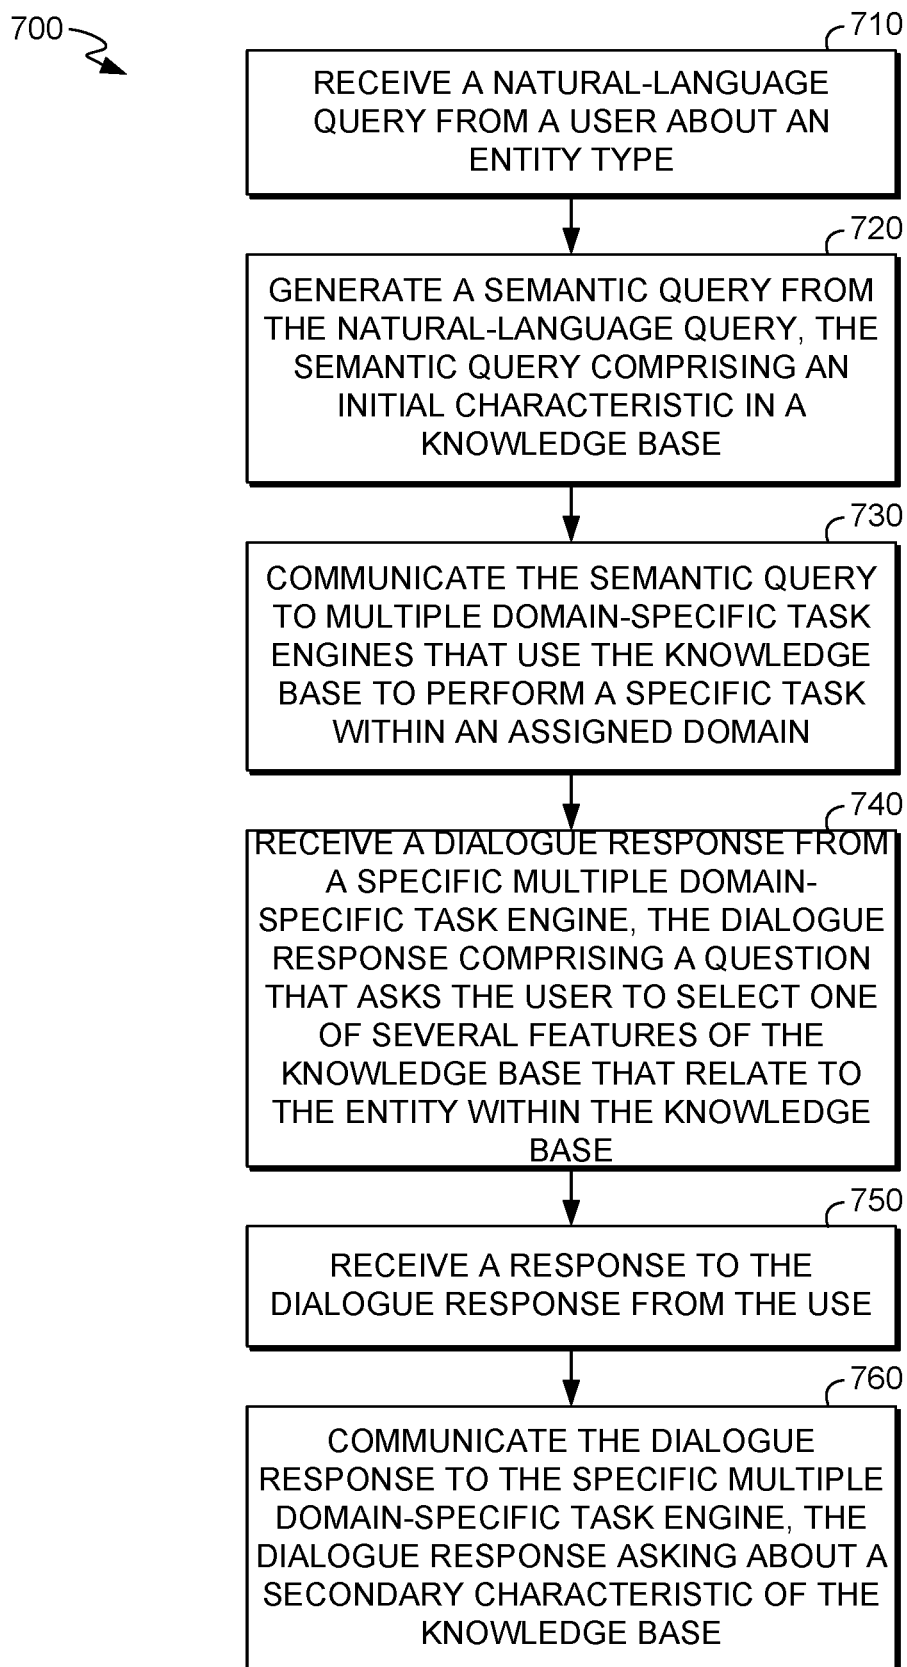 700
710
RECEIVE A NATURAL-LANGUAGE
QUERY FROM A USER ABOUT AN
ENTITY TYPE
720
GENERATE A SEMANTIC QUERY FROM
THE NATURAL-LANGUAGE QUERY, THE
SEMANTIC QUERY COMPRISING AN
INITIAL CHARACTERISTIC IN A
KNOWLEDGE BASE
730
COMMUNICATE THE SEMANTIC QUERY
TO MULTIPLE DOMAIN-SPECIFIC TASK
ENGINES THAT USE THE KNOWLEDGE
BASE TO PERFORM A SPECIFIC TASK
WITHIN AN ASSIGNED DOMAIN
740
RECEIVE A DIALOGUE RESPONSE FROM
A SPECIFIC MULTIPLE DOMAIN-
SPECIFIC TASK ENGINE, THE DIALOGUE
RESPONSE COMPRISING A QUESTION
THAT ASKS THE USER TO SELECT ONE
OF SEVERAL FEATURES OF THE
KNOWLEDGE BASE THAT RELATE TO
THE ENTITY WITHIN THE KNOWLEDGE
BASE
750
RECEIVE A RESPONSE TO THE
DIALOGUE RESPONSE FROM THE USE
760
COMMUNICATE THE DIALOGUE
RESPONSE TO THE SPECIFIC MULTIPLE
DOMAIN-SPECIFIC TASK ENGINE, THE
DIALOGUE RESPONSE ASKING ABOUT A
SECONDARY CHARACTERISTIC OF THE
KNOWLEDGE BASE